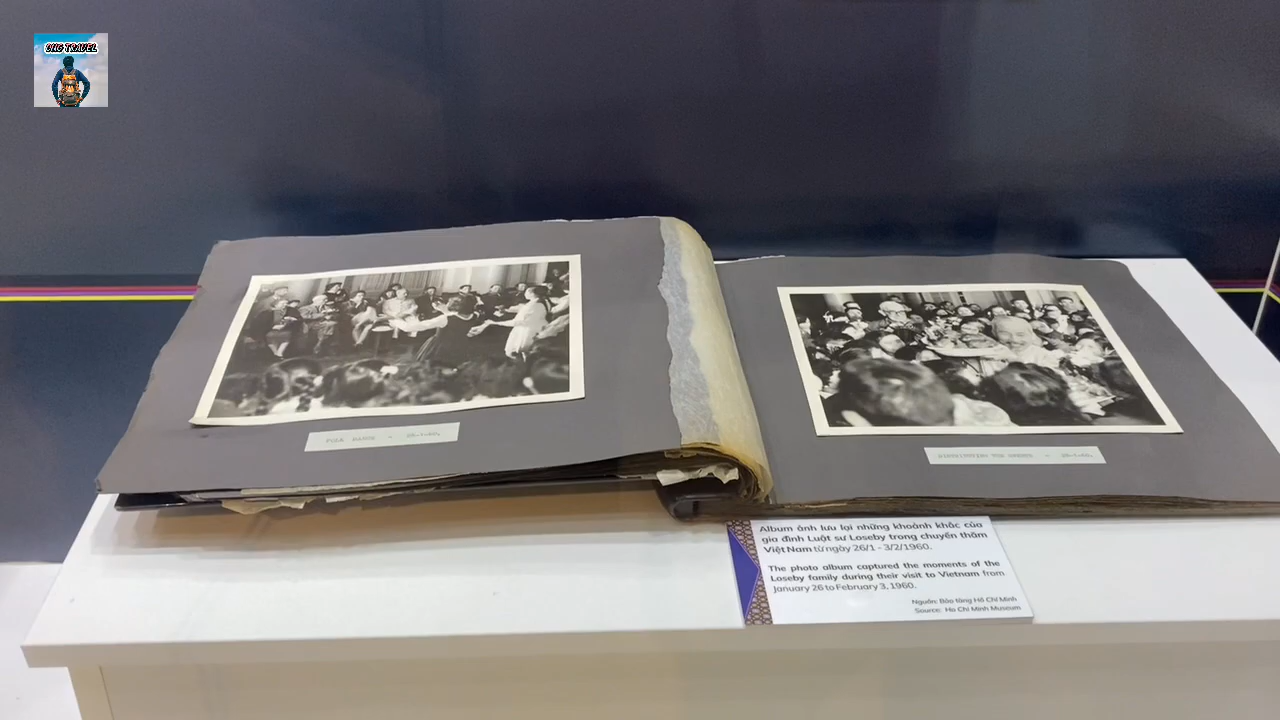 UNG TRAVEL
Album ảnh lưu lại những khoảnh khắc của
gia đình Luật sư Loseby trong chuyến thăm
Việt Nam từ ngày 26/1 - 3/2/1960.
The photo album captured the moments of the
Loseby family during their visit to Vietnam from
January 26 to February 3, 1960.
Nguồn: Bảo tàng Hồ Chí Minh
Source: Ho Chi Minh Museum